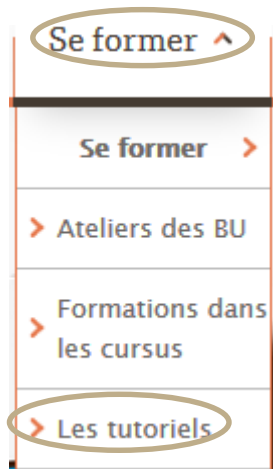 Se former
Se former
Ateliers des BU
Formations dans
les cursus
Les tutoriels